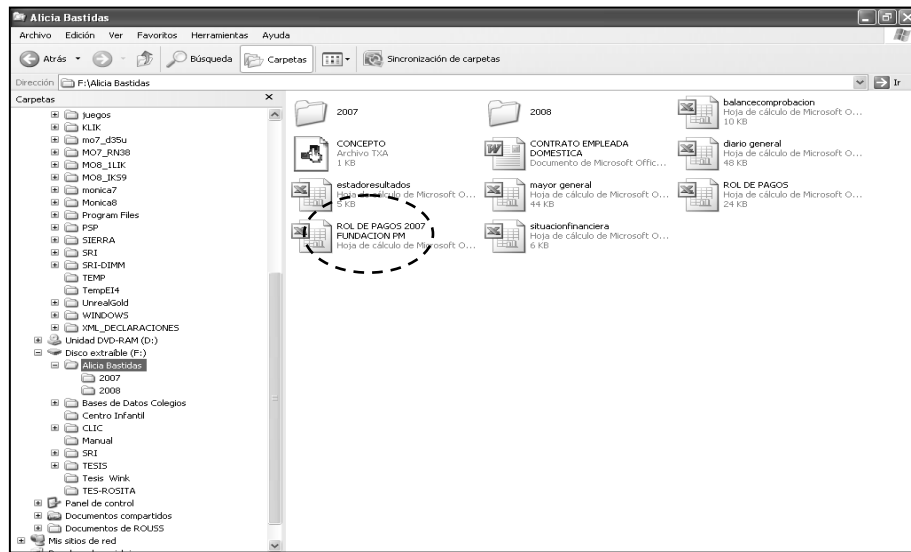 Alicia Bastidas
Archivo Edición Ver Favoritos Herramientas Ayuda
Atrás Búsqueda Carpetas Sincronización de carpetas
Dirección F:\Alicia Bastidas Ir
Carpetas
juegos
KLIK
mo7_d35u
MO7_RN38
MO8_1LIK
MO8_IKS9
monica7
Monica8
Program Files
PSP
SIERRA
SRI
SRI-DIMM
TEMP
TempEI4
UnrealGold
WINDOWS
XML_DECLARACIONES
Unidad DVD-RAM (D:)
Disco extraíble (F:)
Alicia Bastidas
2007
2008
Bases de Datos Colegios
Centro Infantil
CLIC
Manual
SRI
TESIS
Tesis Wink
TES-ROSITA
Panel de control
Documentos compartidos
Documentos de ROUSS
Mis sitios de red
2007
2008
balancecomprobacion
Hoja de cálculo de Microsoft O...
10 KB
CONCEPTO
Archivo TXA
1 KB
CONTRATO EMPLEADA
DOMESTICA
Documento de Microsoft Offic...
diario general
Hoja de cálculo de Microsoft O...
48 KB
estadoresultados
Hoja de cálculo de Microsoft O...
5 KB
mayor general
Hoja de cálculo de Microsoft O...
44 KB
ROL DE PAGOS
Hoja de cálculo de Microsoft O...
24 KB
ROL DE PAGOS 2007
FUNDACION PM
Hoja de cálculo de Microsoft O...
situacionfinanciera
Hoja de cálculo de Microsoft O...
6 KB